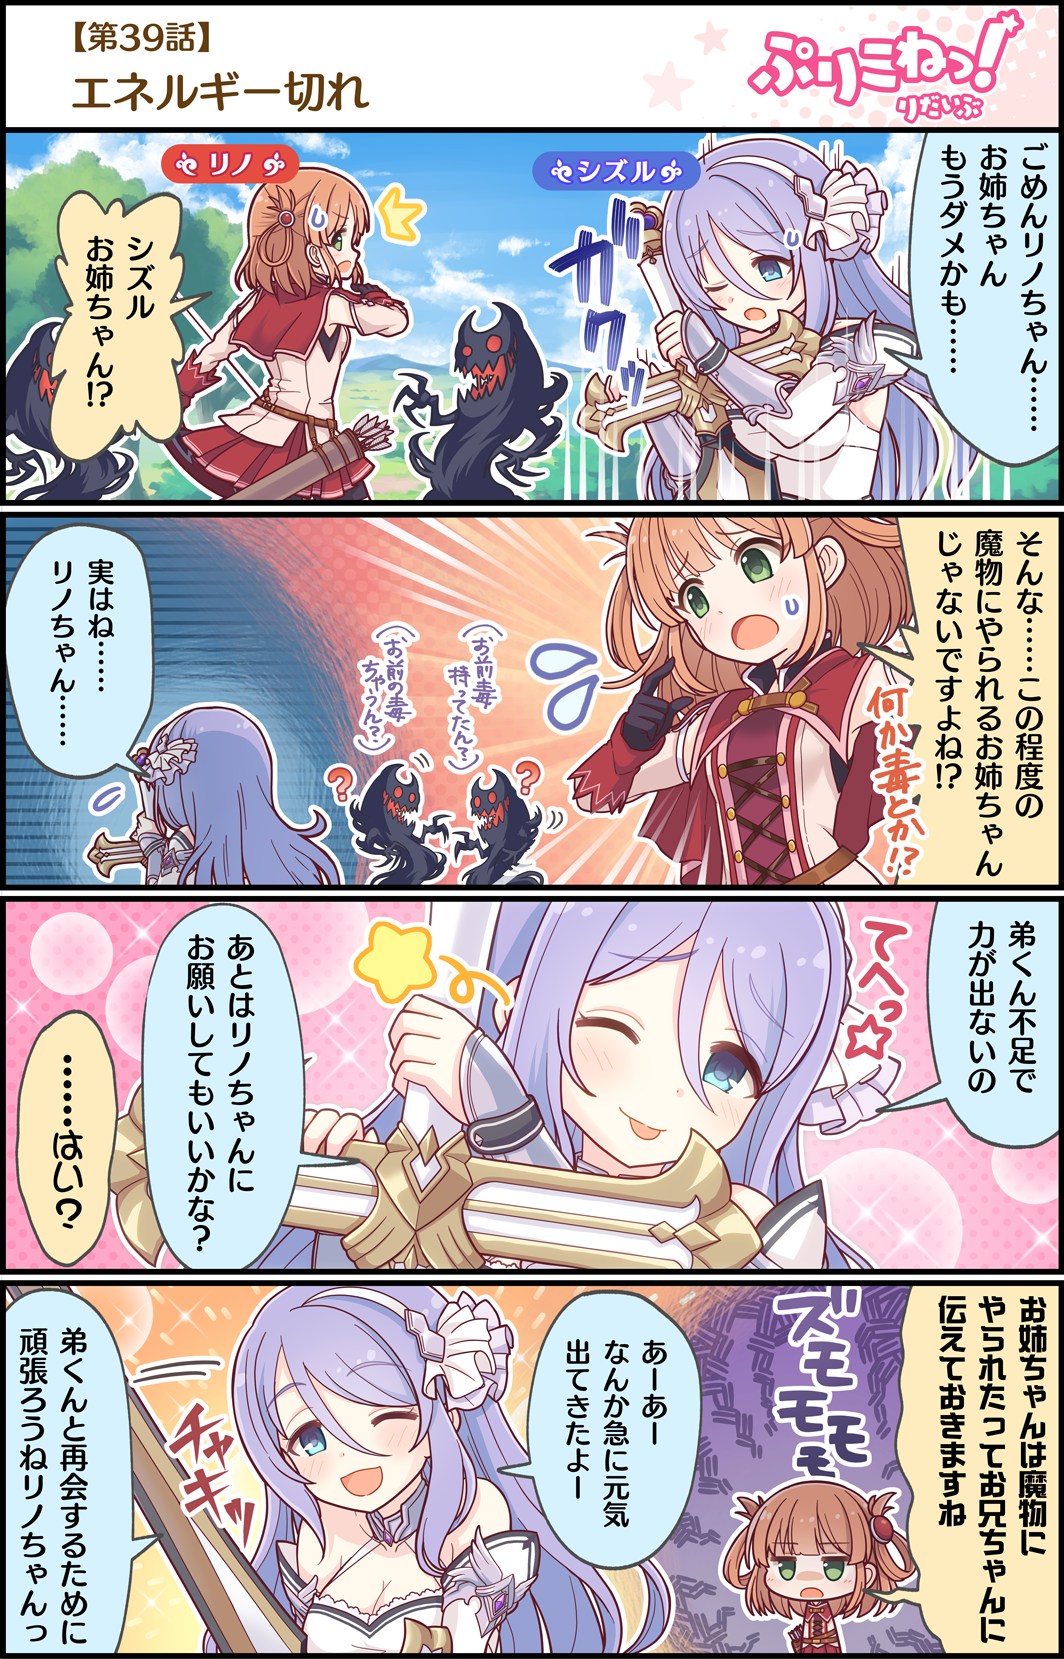 【第39話】
エネルギー切れ
ぷりこねっ!
りだいぶ
リノ
シズル
ごめんリノちゃん……
お姉ちゃん
もうダメかも……
ガクガク
シズル
お姉ちゃん!?
そんな……この程度の
魔物にやられるお姉ちゃん
じゃないですよね!?
何か毒とか!?
(お前毒
持ってたん?)
(お前の毒
ちゃうん?)
?
?
実はね……
リノちゃん……
弟くん不足で
力が出ないの
てへっ☆
あとはリノちゃんに
お願いしてもいいかな?
……はい?
お姉ちゃんは魔物に
やられたってお兄ちゃんに
伝えておきますね
ズモモモモ
あーあー
なんか急に元気
出てきたよー
チャキッ
弟くんと再会するために
頑張ろうねリノちゃんっ